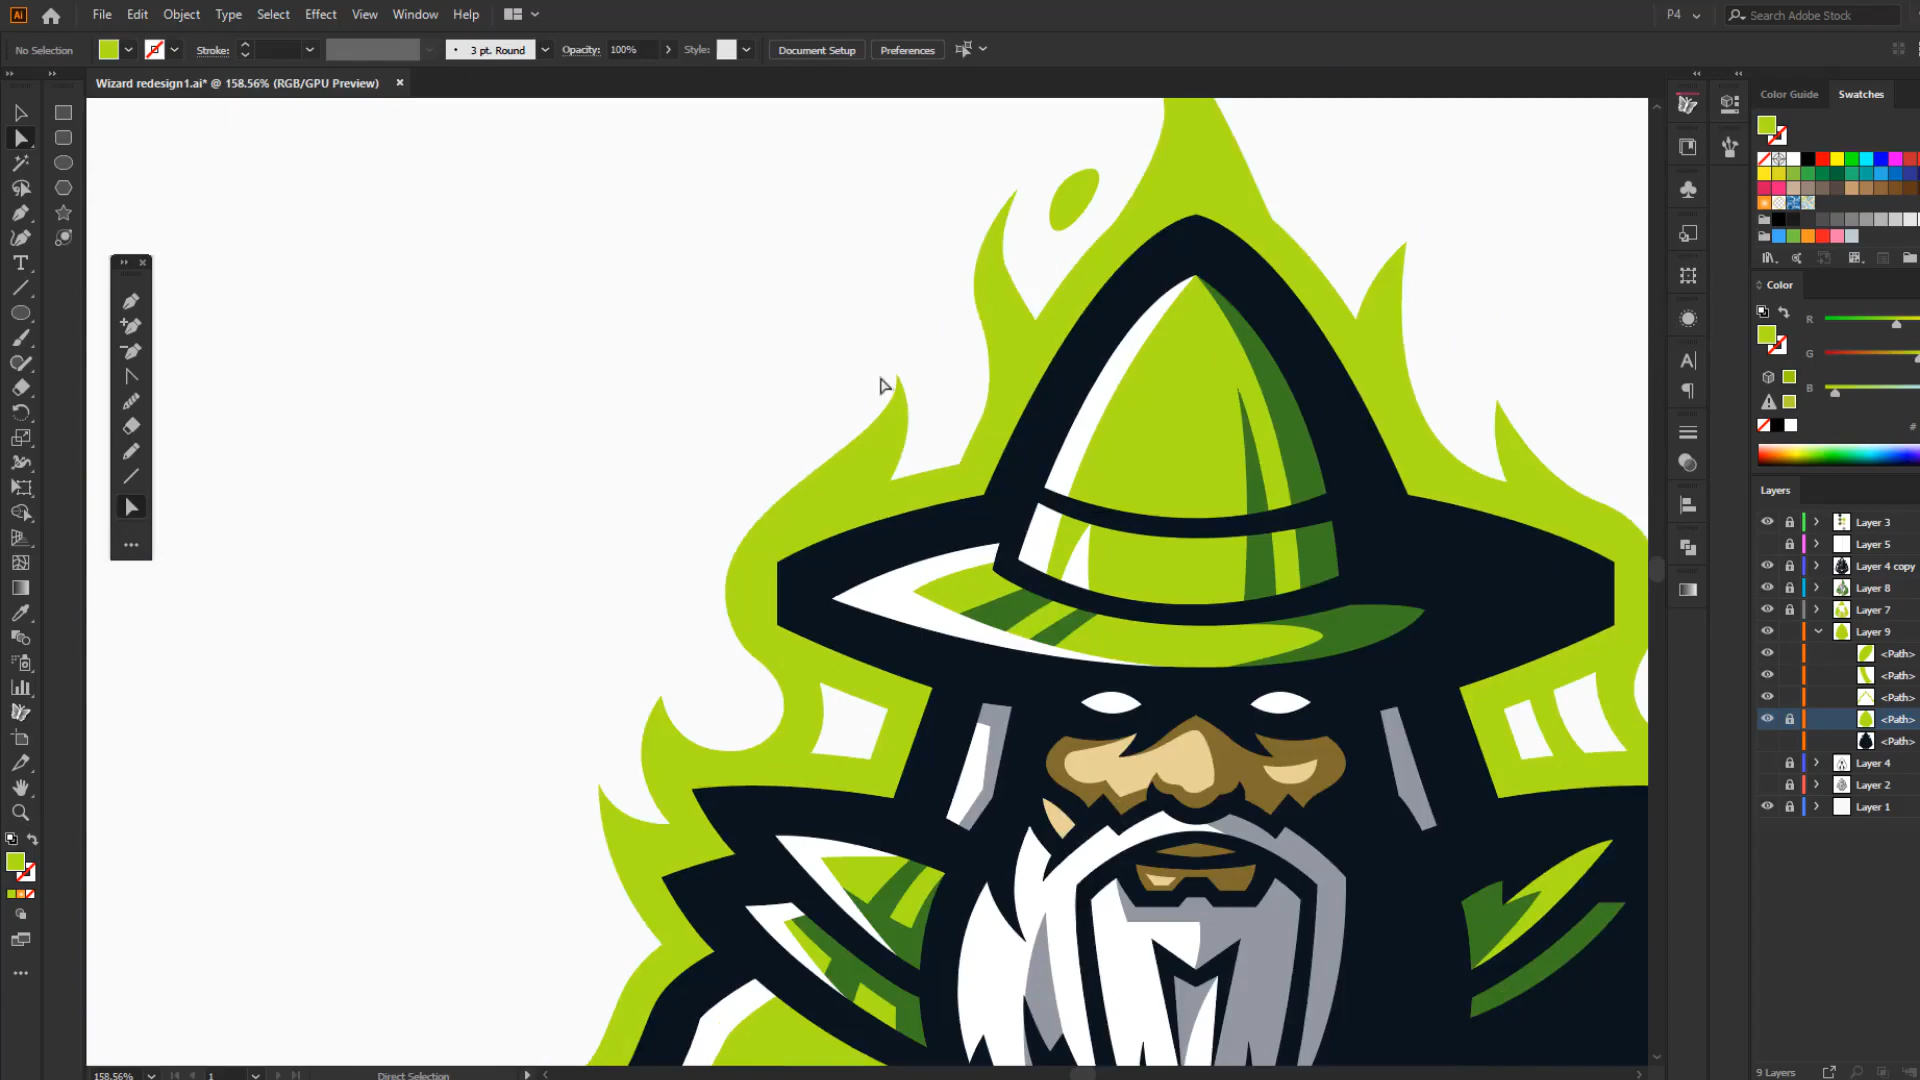 Ai File Edit Object Type Select Effect View Window Help P4 Search Adobe Stock
No Selection Stroke: 3 pt. Round Opacity: 100% Style: Document Setup Preferences
Wizard redesign1.ai* @ 158.56% (RGB/GPU Preview) ×
Color Guide Swatches
Color
R
G
B
#
Layers
Layer 3
Layer 5
Layer 4 copy
Layer 8
Layer 7
Layer 9
<Path>
<Path>
<Path>
<Path>
<Path>
Layer 4
Layer 2
Layer 1
158.56% 1 Direct Selection 9 Layers